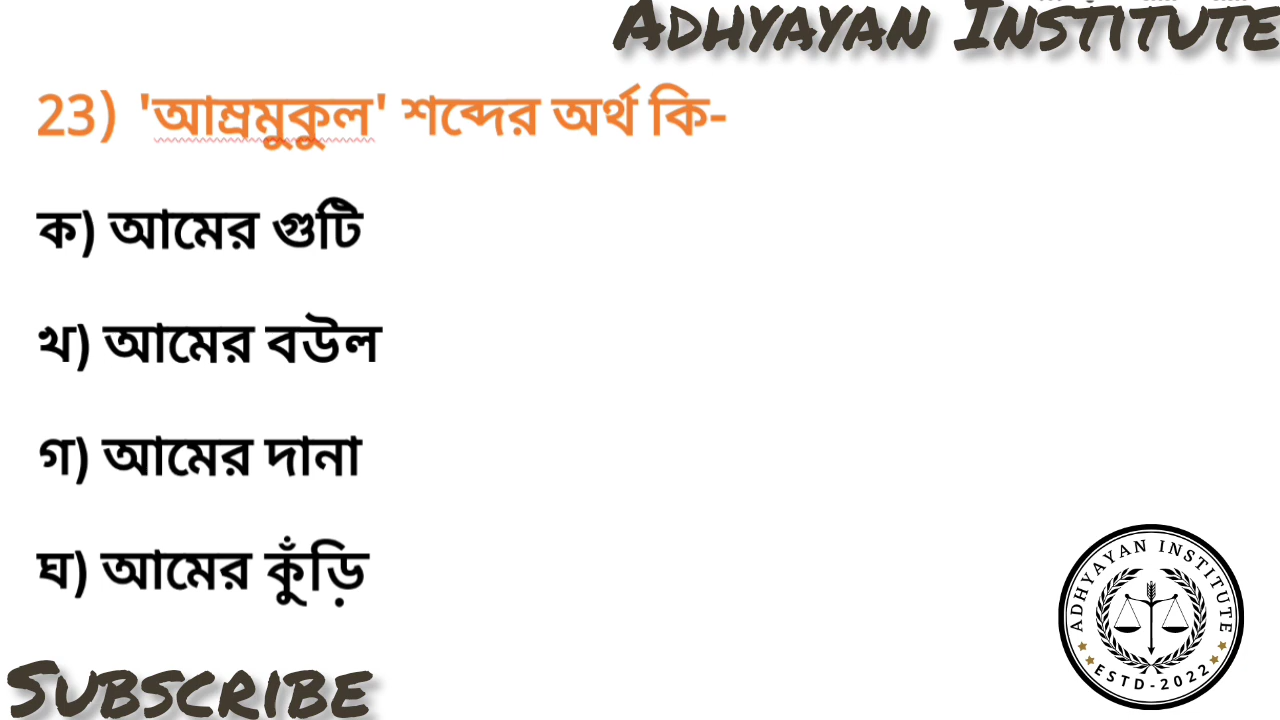 ADHYAYAN INSTITUTE
23) 'আম্রমুকুল' শব্দের অর্থ কি-
ক) আমের গুটি
খ) আমের বউল
গ) আমের দানা
ঘ) আমের কুঁড়ি
ADHYAYAN INSTITUTE
ESTD-2022
SUBSCRIBE